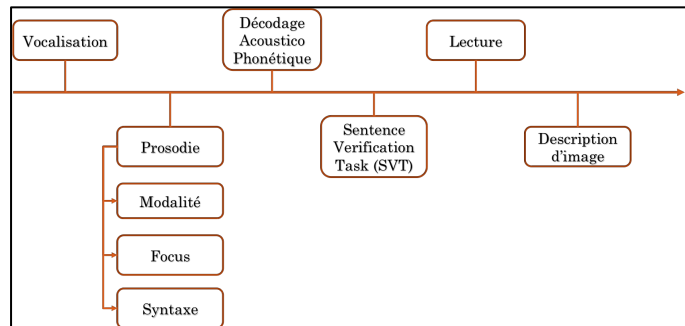 Vocalisation
Décodage
Acoustico
Phonétique
Lecture
Prosodie
Modalité
Focus
Syntaxe
Sentence
Verification
Task (SVT)
Description
d'image